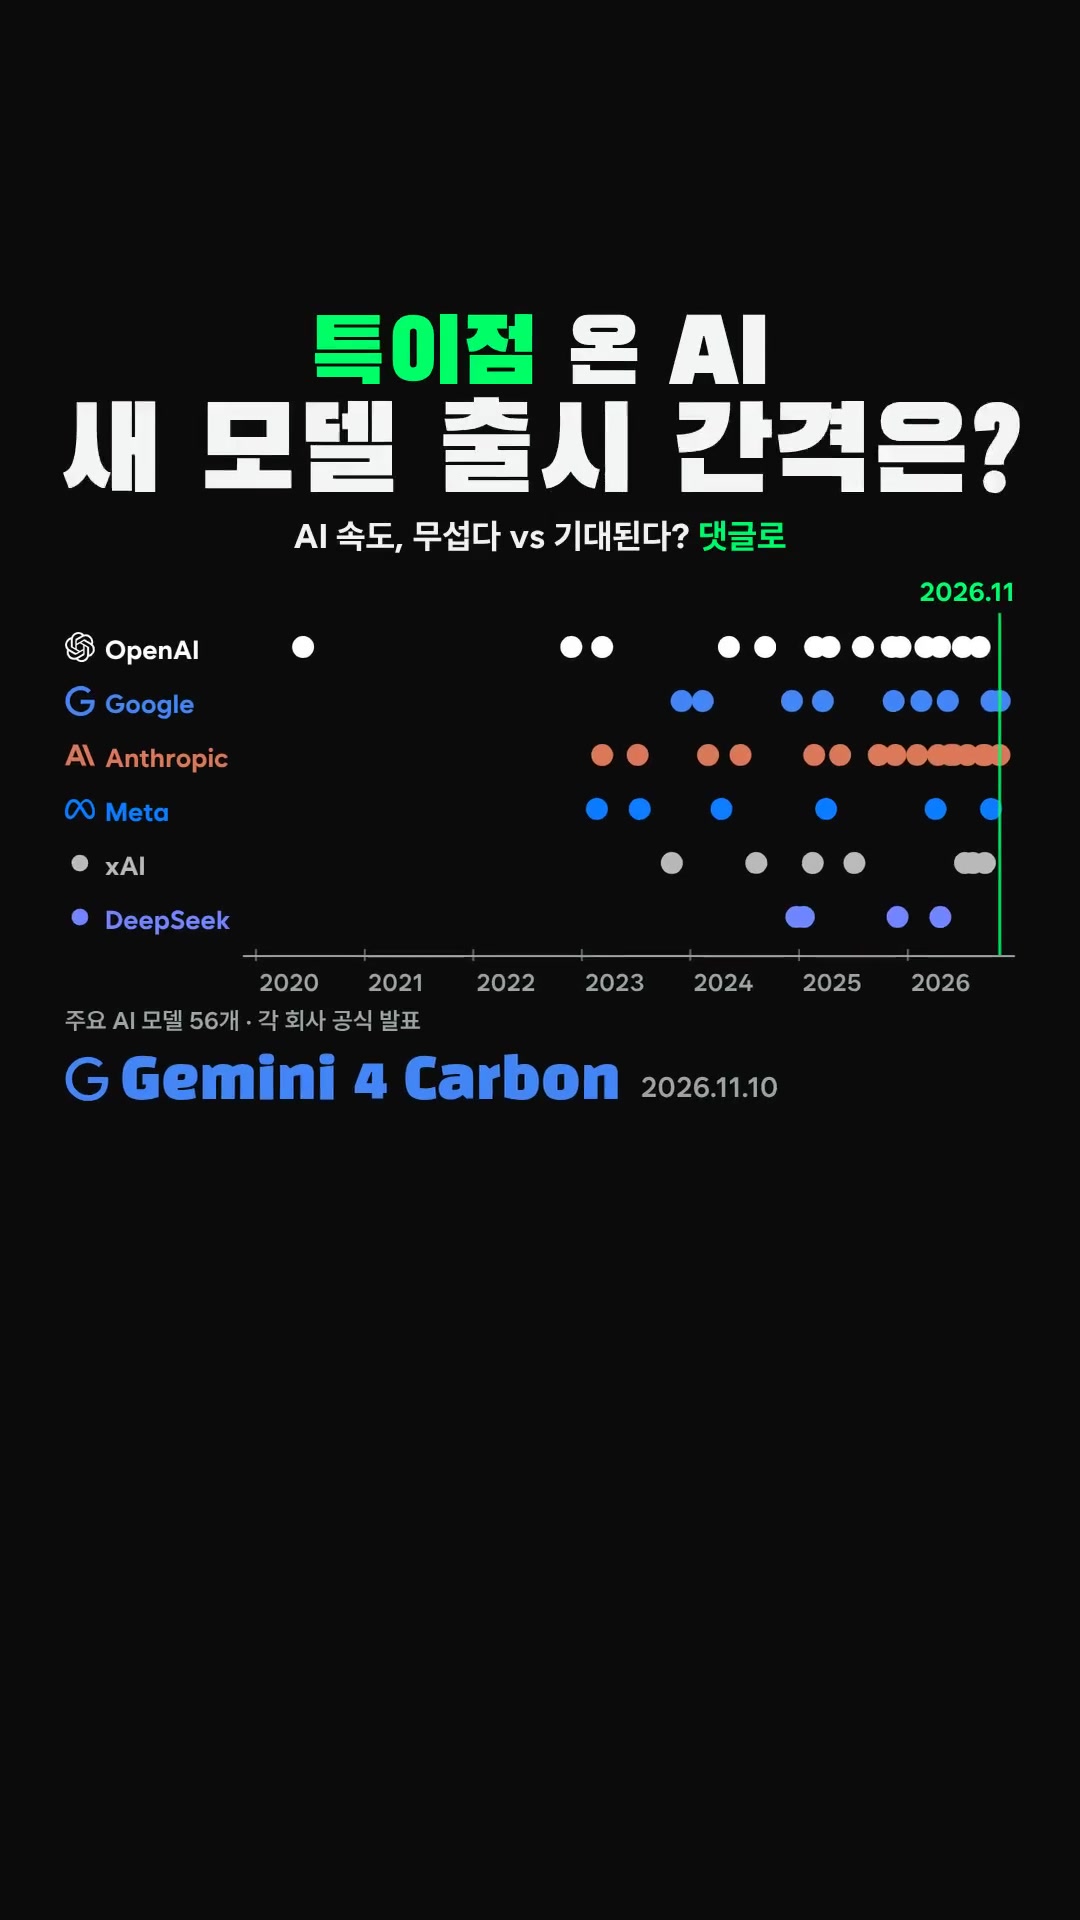 특이점 온 AI
새 모델 출시 간격은?
AI 속도, 무섭다 vs 기대된다? 댓글로
2026.11
OpenAI
Google
Anthropic
Meta
xAI
DeepSeek
2020 2021 2022 2023 2024 2025 2026
주요 AI 모델 56개 · 각 회사 공식 발표
Gemini 4 Carbon 2026.11.10